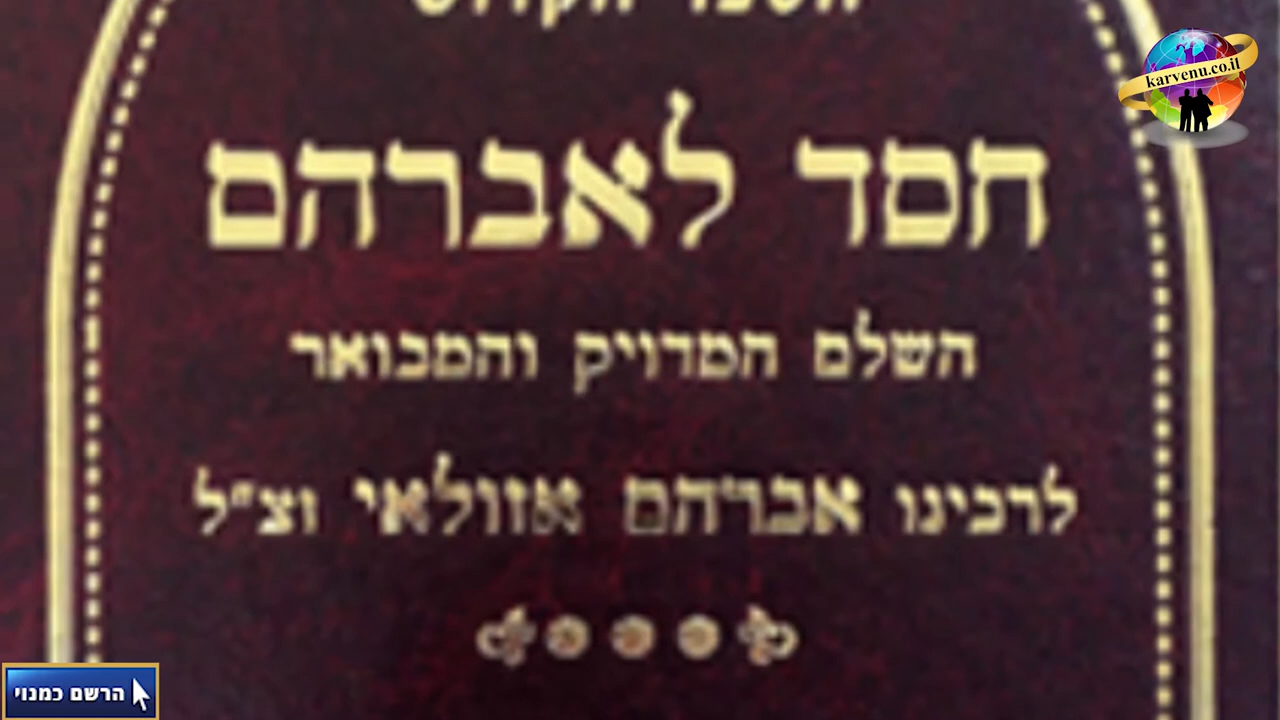 karvenu.co.il
חסד לאברהם
השלם המדויק והמבואר
לרבינו אברהם אזולאי זצ"ל
הרשם כמנוי